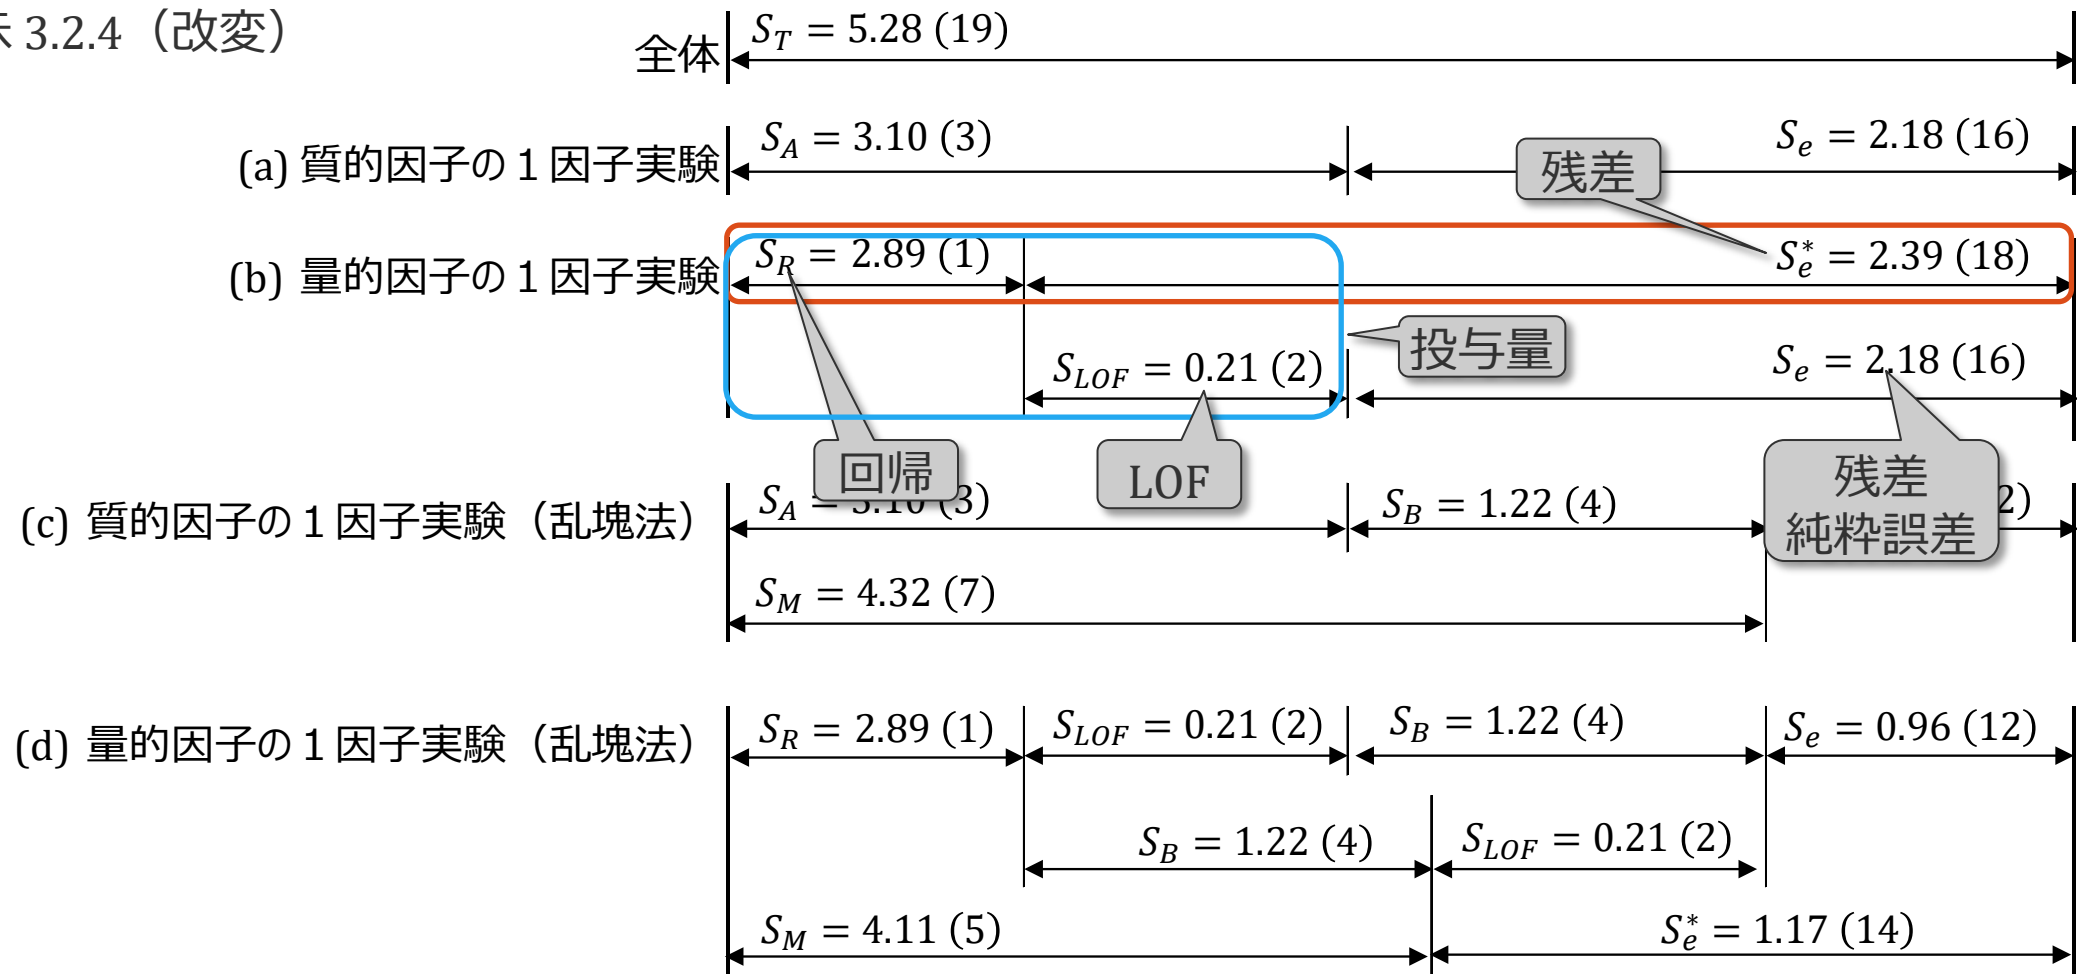 示 3.2.4（改変）
全体 S_T = 5.28 (19)
(a) 質的因子の１因子実験 S_A = 3.10 (3) S_e = 2.18 (16)
残差
(b) 量的因子の１因子実験 S_R = 2.89 (1) S_e^* = 2.39 (18)
投与量
S_LOF = 0.21 (2) S_e = 2.18 (16)
回帰
LOF
残差
純粋誤差
(c) 質的因子の１因子実験（乱塊法） S_A = 3.10 (3) S_B = 1.22 (4) 2)
S_M = 4.32 (7)
(d) 量的因子の１因子実験（乱塊法） S_R = 2.89 (1) S_LOF = 0.21 (2) S_B = 1.22 (4) S_e = 0.96 (12)
S_B = 1.22 (4) S_LOF = 0.21 (2)
S_M = 4.11 (5) S_e^* = 1.17 (14)